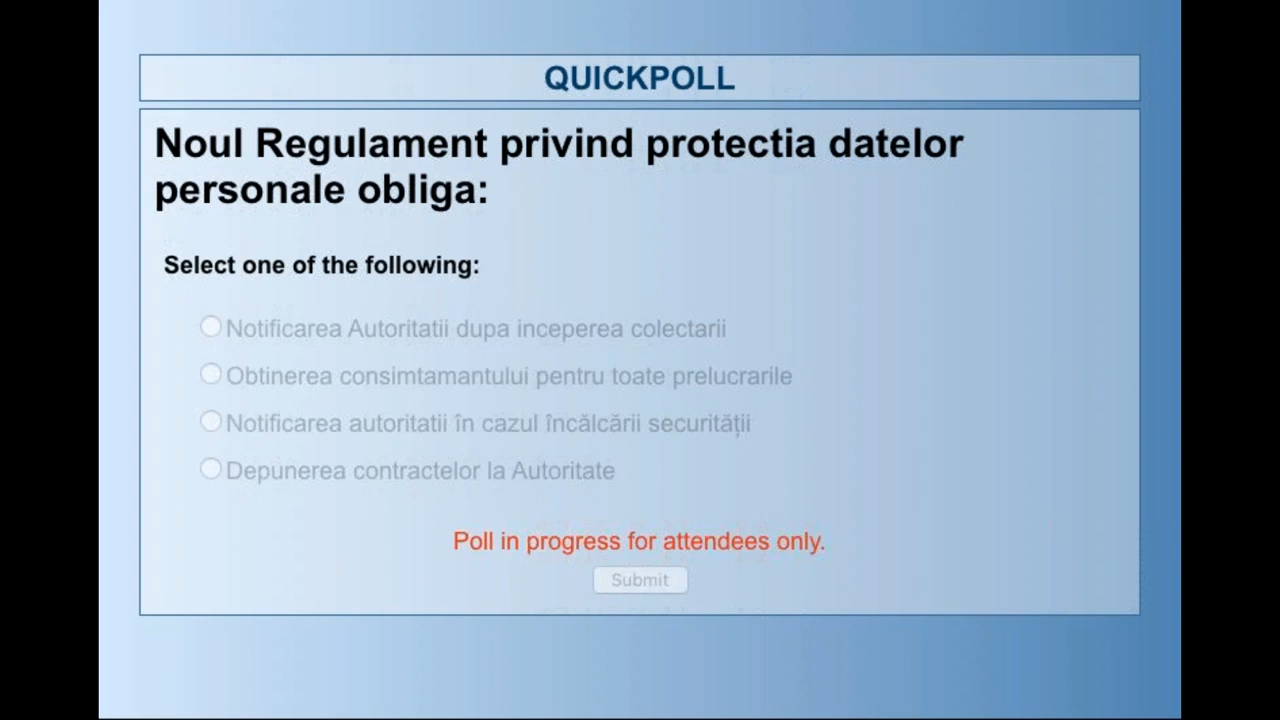 QUICKPOLL
Noul Regulament privind protectia datelor
personale obliga:
Select one of the following:
Notificarea Autoritatii dupa inceperea colectarii
Obtinerea consimtamantului pentru toate prelucrarile
Notificarea autoritatii în cazul încălcării securității
Depunerea contractelor la Autoritate
Poll in progress for attendees only.
Submit